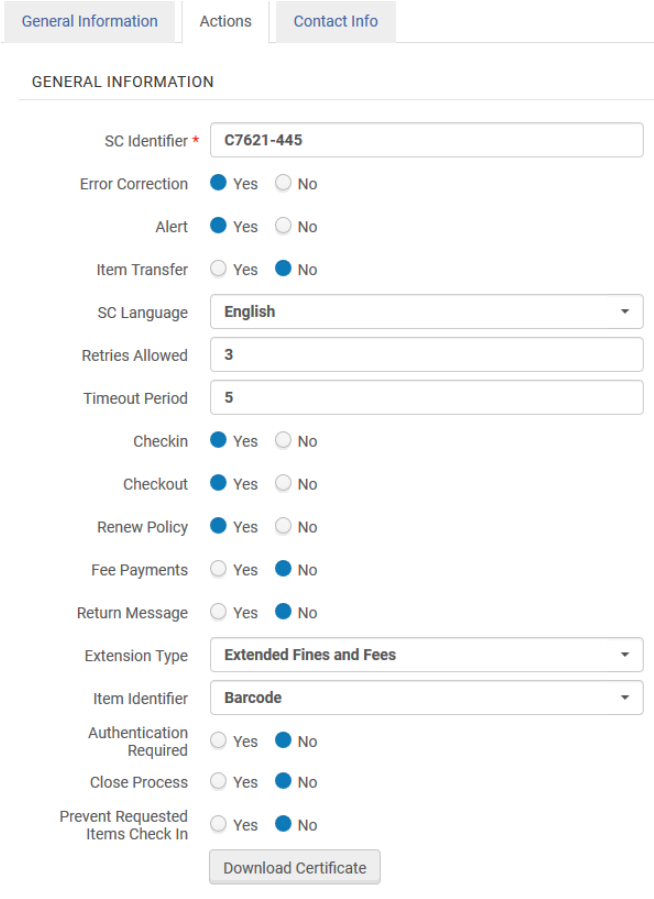 General Information Actions Contact Info
GENERAL INFORMATION
SC Identifier * C7621-445
Error Correction Yes No
Alert Yes No
Item Transfer Yes No
SC Language English
Retries Allowed 3
Timeout Period 5
Checkin Yes No
Checkout Yes No
Renew Policy Yes No
Fee Payments Yes No
Return Message Yes No
Extension Type Extended Fines and Fees
Item Identifier Barcode
Authentication
Required Yes No
Close Process Yes No
Prevent Requested
Items Check In Yes No
Download Certificate